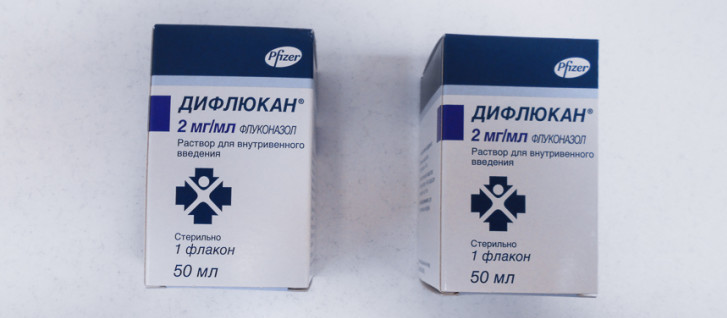 Pfizer
ДИФЛЮКАН®
2 мг/мл ФЛУКОНАЗОЛ
Раствор для внутривенного
введения
Стерильно
1 флакон
50 мл
Pfizer
ДИФЛЮКАН®
2 мг/мл ФЛУКОНАЗОЛ
Раствор для внутривенного
введения
Стерильно
1 флакон
50 мл